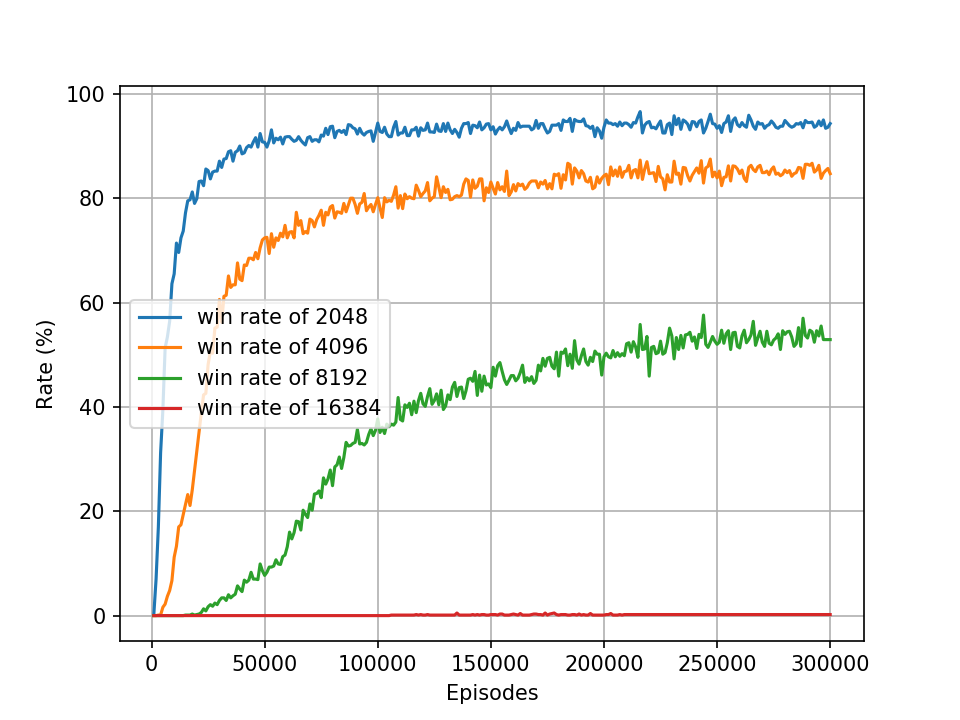 100
80
60
40
20
0
Rate (%)
win rate of 2048
win rate of 4096
win rate of 8192
win rate of 16384
0 50000 100000 150000 200000 250000 300000
Episodes